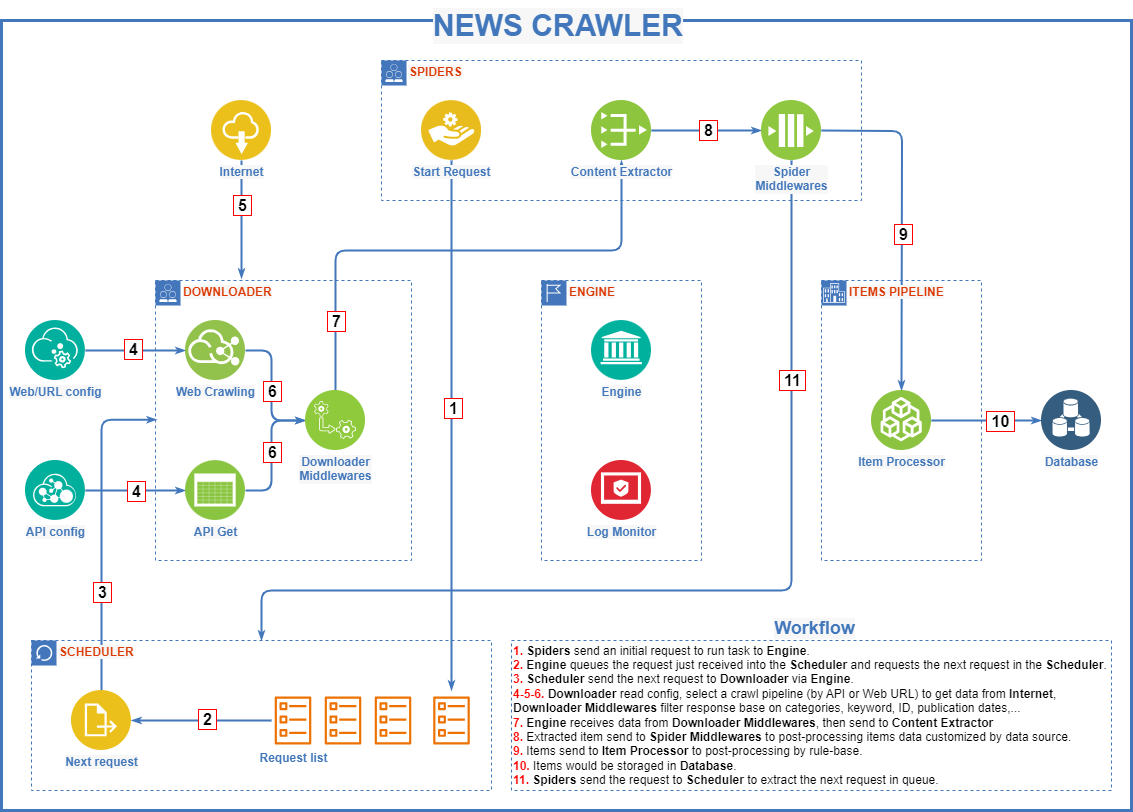 NEWS CRAWLER
SPIDERS
Internet
Start Request
Content Extractor
8
Spider
Middlewares
5
9
DOWNLOADER
ENGINE
ITEMS PIPELINE
7
4
Web/URL config
Web Crawling
6
Engine
11
1
10
Downloader
Middlewares
Item Processor
Database
6
4
API config
API Get
Log Monitor
3
SCHEDULER
2
Next request
Request list
Workflow
1. Spiders send an initial request to run task to Engine.
2. Engine queues the request just received into the Scheduler and requests the next request in the Scheduler.
3. Scheduler send the next request to Downloader via Engine.
4-5-6. Downloader read config, select a crawl pipeline (by API or Web URL) to get data from Internet,
Downloader Middlewares filter response base on categories, keyword, ID, publication dates,...
7. Engine receives data from Downloader Middlewares, then send to Content Extractor
8. Extracted item send to Spider Middlewares to post-processing items data customized by data source.
9. Items send to Item Processor to post-processing by rule-base.
10. Items would be storaged in Database.
11. Spiders send the request to Scheduler to extract the next request in queue.